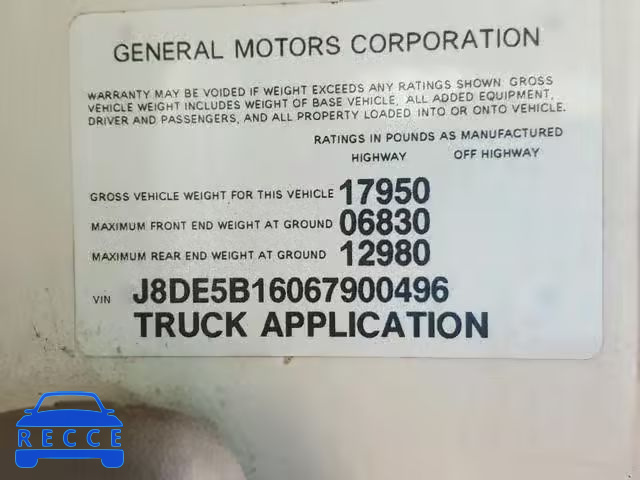 GENERAL MOTORS CORPORATION
WARRANTY MAY BE VOIDED IF WEIGHT EXCEEDS ANY RATINGS SHOWN. GROSS
VEHICLE WEIGHT INCLUDES WEIGHT OF BASE VEHICLE, ALL ADDED EQUIPMENT,
DRIVER AND PASSENGERS, AND ALL PROPERTY LOADED INTO OR ONTO VEHICLE.
RATINGS IN POUNDS AS MANUFACTURED
HIGHWAY OFF HIGHWAY
GROSS VEHICLE WEIGHT FOR THIS VEHICLE 17950
MAXIMUM FRONT END WEIGHT AT GROUND 06830
MAXIMUM REAR END WEIGHT AT GROUND 12980
VIN J8DE5B16067900496
TRUCK APPLICATION
RECCE